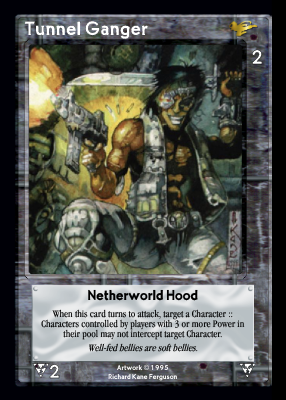 Tunnel Ganger
2
Netherworld Hood
When this card turns to attack, target a Character ::
Characters controlled by players with 3 or more Power in
their pool may not intercept target Character.
Well-fed bellies are soft bellies.
Artwork © 1995
Richard Kane Ferguson
2